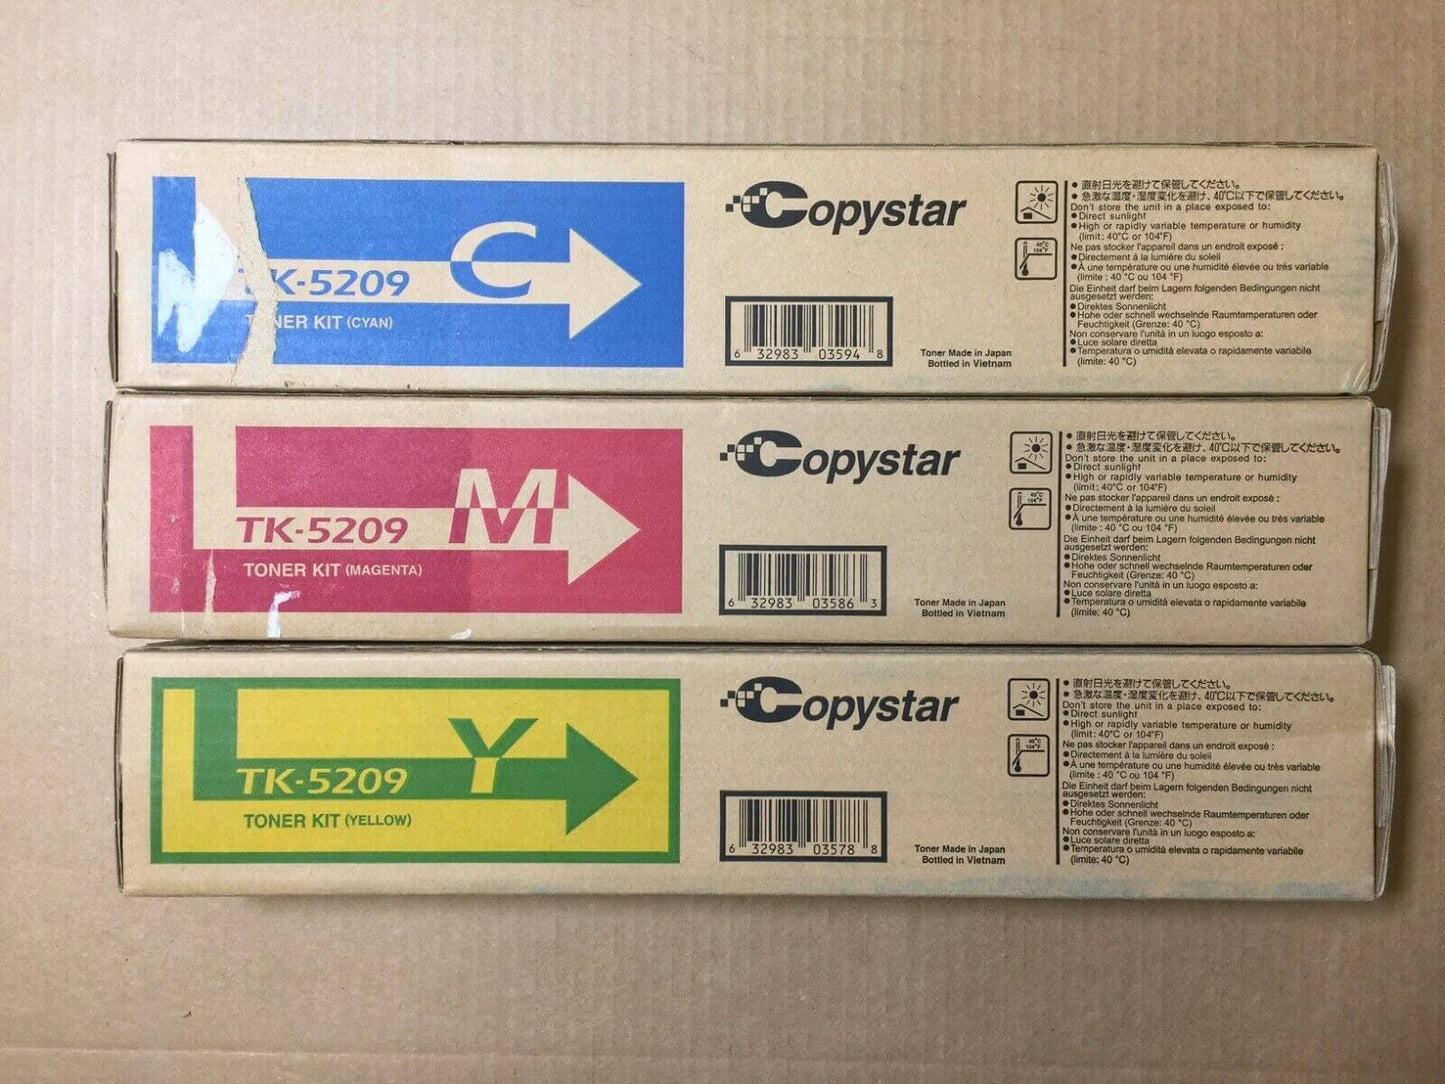 C
TK-5209
TONER KIT (CYAN)
Copystar
6 32983 03594 8
Toner Made in Japan
Bottled in Vietnam
40°C
104°F
● 直射日光を避けて保管してください。
● 急激な温度・湿度変化を避け、40℃以下で保管してください。
Don't store the unit in a place exposed to:
● Direct sunlight
● High or rapidly variable temperature or humidity
(limit: 40°C or 104°F)
Ne pas stocker l'appareil dans un endroit exposé :
● Directement à la lumière du soleil
● À une température ou une humidité élevée ou très variable
(limite : 40 °C ou 104 °F)
Die Einheit darf beim Lagern folgenden Bedingungen nicht
ausgesetzt werden:
● Direktes Sonnenlicht
● Hohe oder schnell wechselnde Raumtemperaturen oder
Feuchtigkeit (Grenze: 40 °C)
Non conservare l'unità in un luogo esposto a:
● Luce solare diretta
● Temperatura o umidità elevata o rapidamente variabile
(limite: 40 °C)
M
TK-5209
TONER KIT (MAGENTA)
Copystar
6 32983 03586 3
Toner Made in Japan
Bottled in Vietnam
40°C
104°F
● 直射日光を避けて保管してください。
● 急激な温度・湿度変化を避け、40℃以下で保管してください。
Don't store the unit in a place exposed to:
● Direct sunlight
● High or rapidly variable temperature or humidity
(limit: 40°C or 104°F)
Ne pas stocker l'appareil dans un endroit exposé :
● Directement à la lumière du soleil
● À une température ou une humidité élevée ou très variable
(limite : 40 °C ou 104 °F)
Die Einheit darf beim Lagern folgenden Bedingungen nicht
ausgesetzt werden:
● Direktes Sonnenlicht
● Hohe oder schnell wechselnde Raumtemperaturen oder
Feuchtigkeit (Grenze: 40 °C)
Non conservare l'unità in un luogo esposto a:
● Luce solare diretta
● Temperatura o umidità elevata o rapidamente variabile
(limite: 40 °C)
Y
TK-5209
TONER KIT (YELLOW)
Copystar
6 32983 03578 8
Toner Made in Japan
Bottled in Vietnam
40°C
104°F
● 直射日光を避けて保管してください。
● 急激な温度・湿度変化を避け、40℃以下で保管してください。
Don't store the unit in a place exposed to:
● Direct sunlight
● High or rapidly variable temperature or humidity
(limit: 40°C or 104°F)
Ne pas stocker l'appareil dans un endroit exposé :
● Directement à la lumière du soleil
● À une température ou une humidité élevée ou très variable
(limite : 40 °C ou 104 °F)
Die Einheit darf beim Lagern folgenden Bedingungen nicht
ausgesetzt werden:
● Direktes Sonnenlicht
● Hohe oder schnell wechselnde Raumtemperaturen oder
Feuchtigkeit (Grenze: 40 °C)
Non conservare l'unità in un luogo esposto a:
● Luce solare diretta
● Temperatura o umidità elevata o rapidamente variabile
(limite: 40 °C)